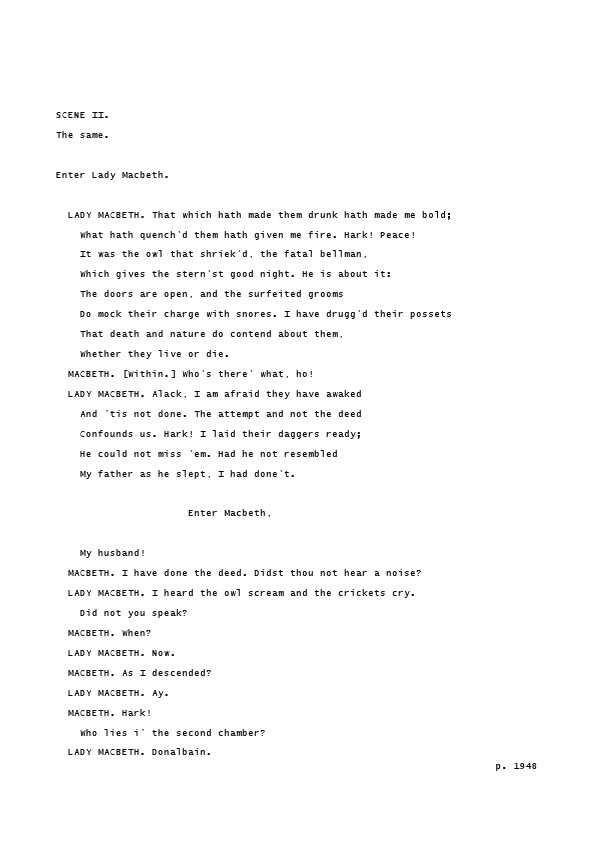 SCENE II.
The same.
Enter Lady Macbeth.
LADY MACBETH. That which hath made them drunk hath made me bold;
What hath quench'd them hath given me fire. Hark! Peace!
It was the owl that shriek'd, the fatal bellman,
Which gives the stern'st good night. He is about it:
The doors are open, and the surfeited grooms
Do mock their charge with snores. I have drugg'd their possets
That death and nature do contend about them,
Whether they live or die.
MACBETH. [Within.] Who's there' what, ho!
LADY MACBETH. Alack, I am afraid they have awaked
And 'tis not done. The attempt and not the deed
Confounds us. Hark! I laid their daggers ready;
He could not miss 'em. Had he not resembled
My father as he slept, I had done't.
Enter Macbeth,
My husband!
MACBETH. I have done the deed. Didst thou not hear a noise?
LADY MACBETH. I heard the owl scream and the crickets cry.
Did not you speak?
MACBETH. When?
LADY MACBETH. Now.
MACBETH. As I descended?
LADY MACBETH. Ay.
MACBETH. Hark!
Who lies i' the second chamber?
LADY MACBETH. Donalbain.
p. 1948